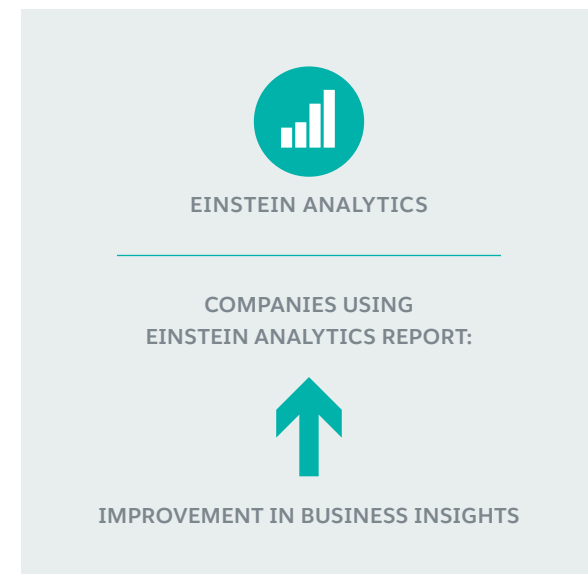 EINSTEIN ANALYTICS
COMPANIES USING
EINSTEIN ANALYTICS REPORT:
IMPROVEMENT IN BUSINESS INSIGHTS